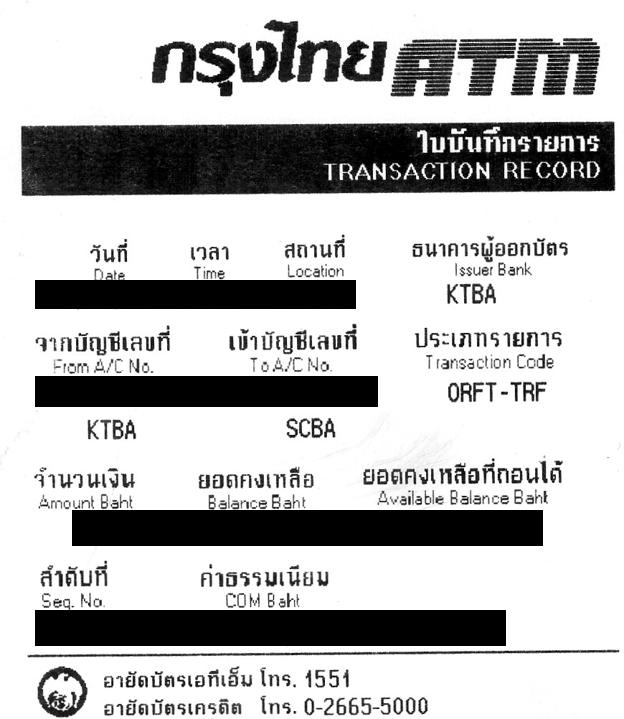 กรุงไทย ATM
ใบบันทึกรายการ
TRANSACTION RECORD
วันที่ เวลา สถานที่ ธนาคารผู้ออกบัตร
Date Time Location Issuer Bank
KTBA
จากบัญชีเลขที่ เข้าบัญชีเลขที่ ประเภทรายการ
From A/C No. To A/C No. Transaction Code
ORFT-TRF
KTBA SCBA
จำนวนเงิน ยอดคงเหลือ ยอดคงเหลือที่ถอนได้
Amount Baht Balance Baht Available Balance Baht
ลำดับที่ ค่าธรรมเนียม
Seq. No. COM Baht
อายัดบัตรเอทีเอ็ม โทร. 1551
อายัดบัตรเครดิต โทร. 0-2665-5000